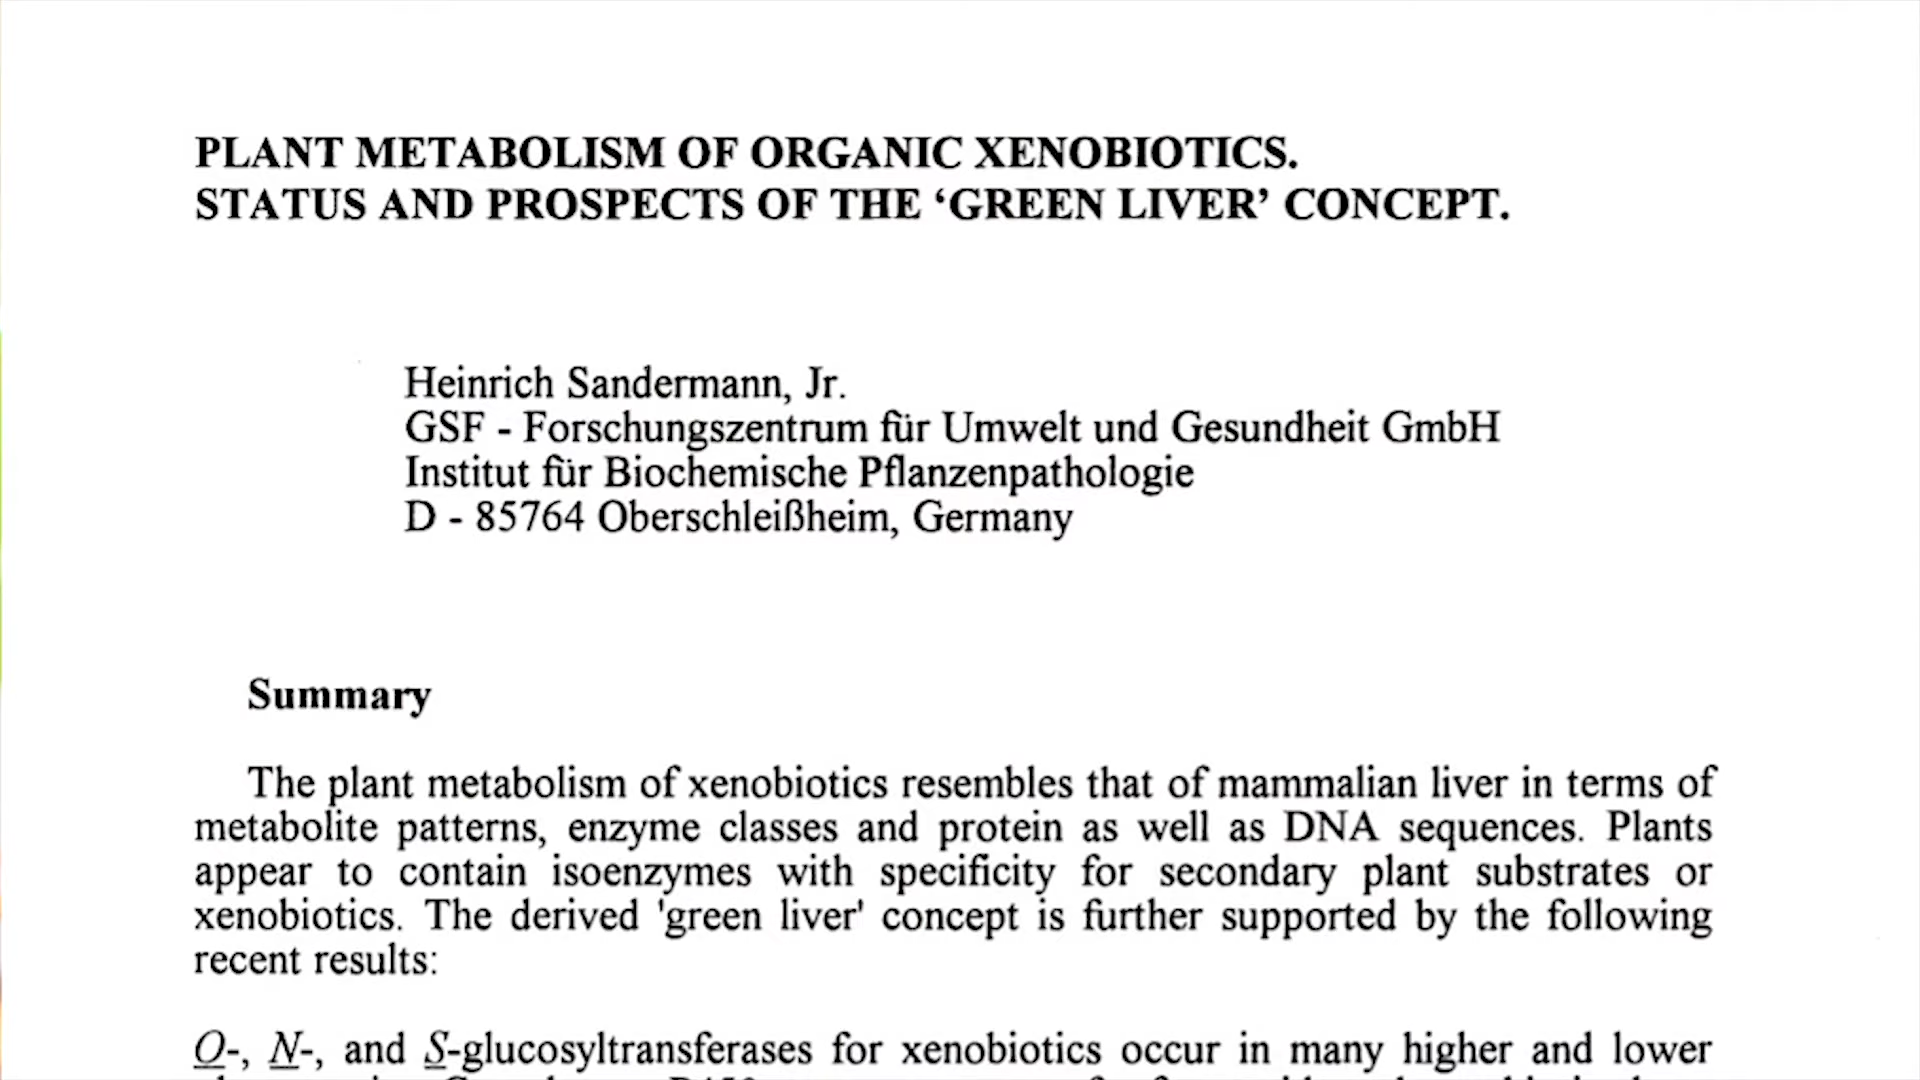 PLANT METABOLISM OF ORGANIC XENOBIOTICS.
STATUS AND PROSPECTS OF THE ‘GREEN LIVER’ CONCEPT.
Heinrich Sandermann, Jr.
GSF - Forschungszentrum für Umwelt und Gesundheit GmbH
Institut für Biochemische Pflanzenpathologie
D - 85764 Oberschleißheim, Germany
Summary
The plant metabolism of xenobiotics resembles that of mammalian liver in terms of
metabolite patterns, enzyme classes and protein as well as DNA sequences. Plants
appear to contain isoenzymes with specificity for secondary plant substrates or
xenobiotics. The derived 'green liver' concept is further supported by the following
recent results:
O-, N-, and S-glucosyltransferases for xenobiotics occur in many higher and lower